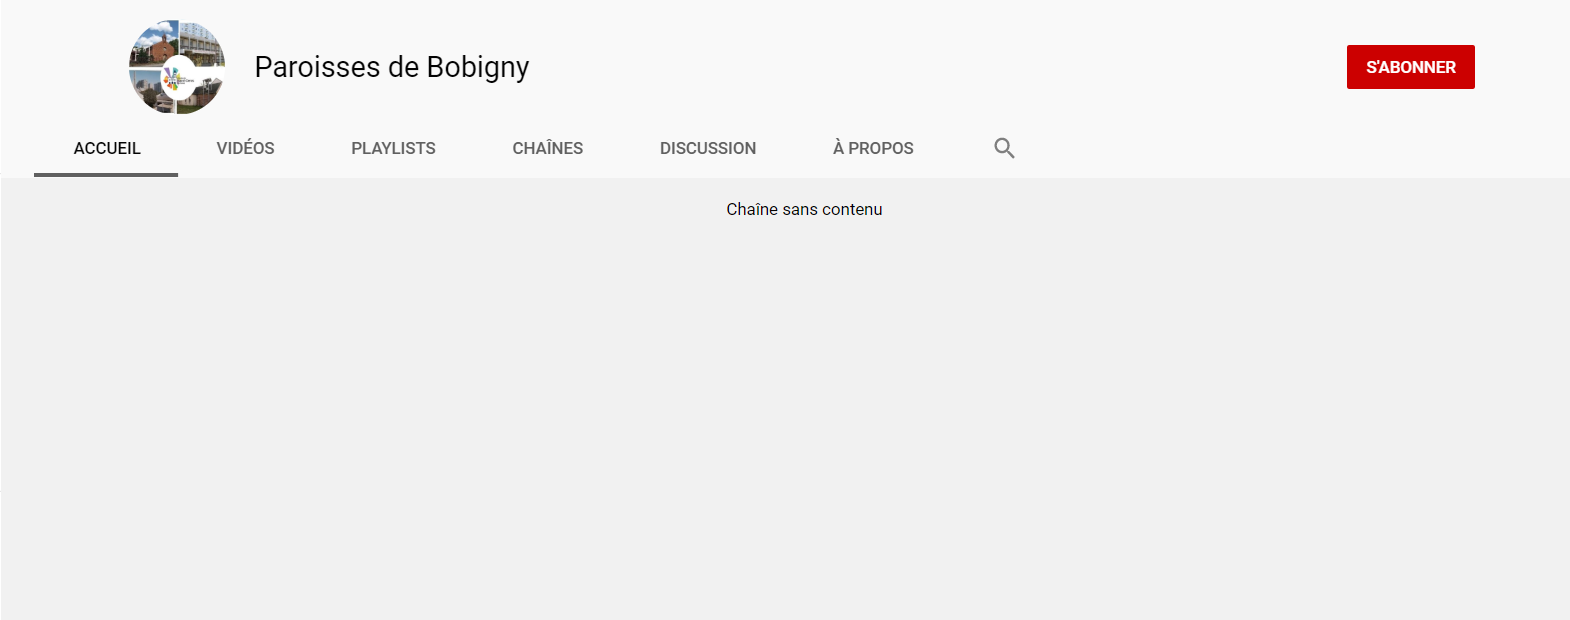 Paroisses de Bobigny
S'ABONNER
ACCUEIL VIDÉOS PLAYLISTS CHAÎNES DISCUSSION À PROPOS
Chaîne sans contenu